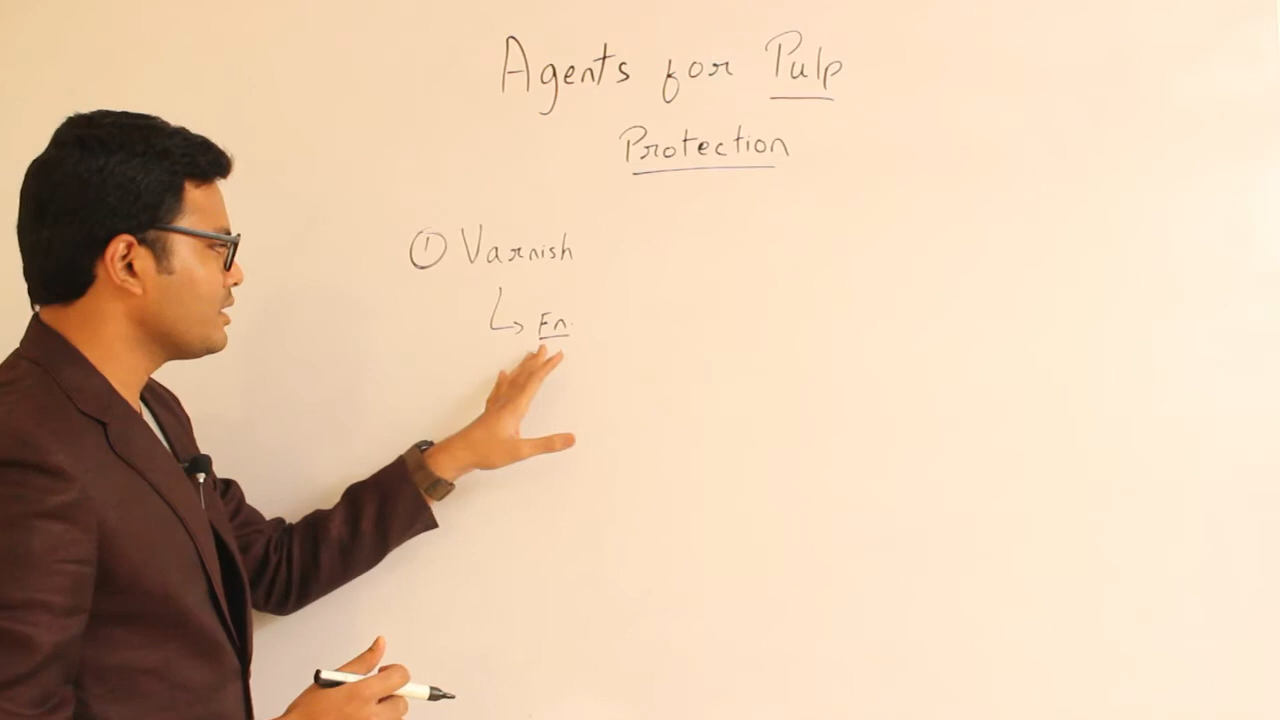 Agents for Pulp
Protection
① Varnish
↳ Fn.